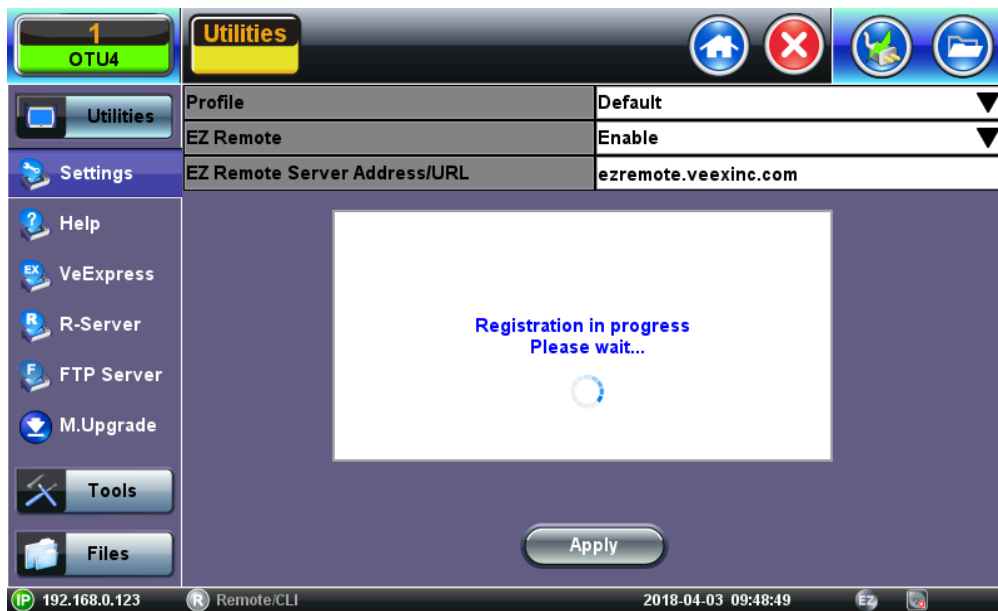 1
OTU4
Utilities
Utilities
Settings
Help
EX
VeExpress
R
R-Server
F
FTP Server
M.Upgrade
Tools
Files
Profile Default
EZ Remote Enable
EZ Remote Server Address/URL ezremote.veexinc.com
Registration in progress
Please wait...
Apply
IP 192.168.0.123 R Remote/CLI 2018-04-03 09:48:49 EZ